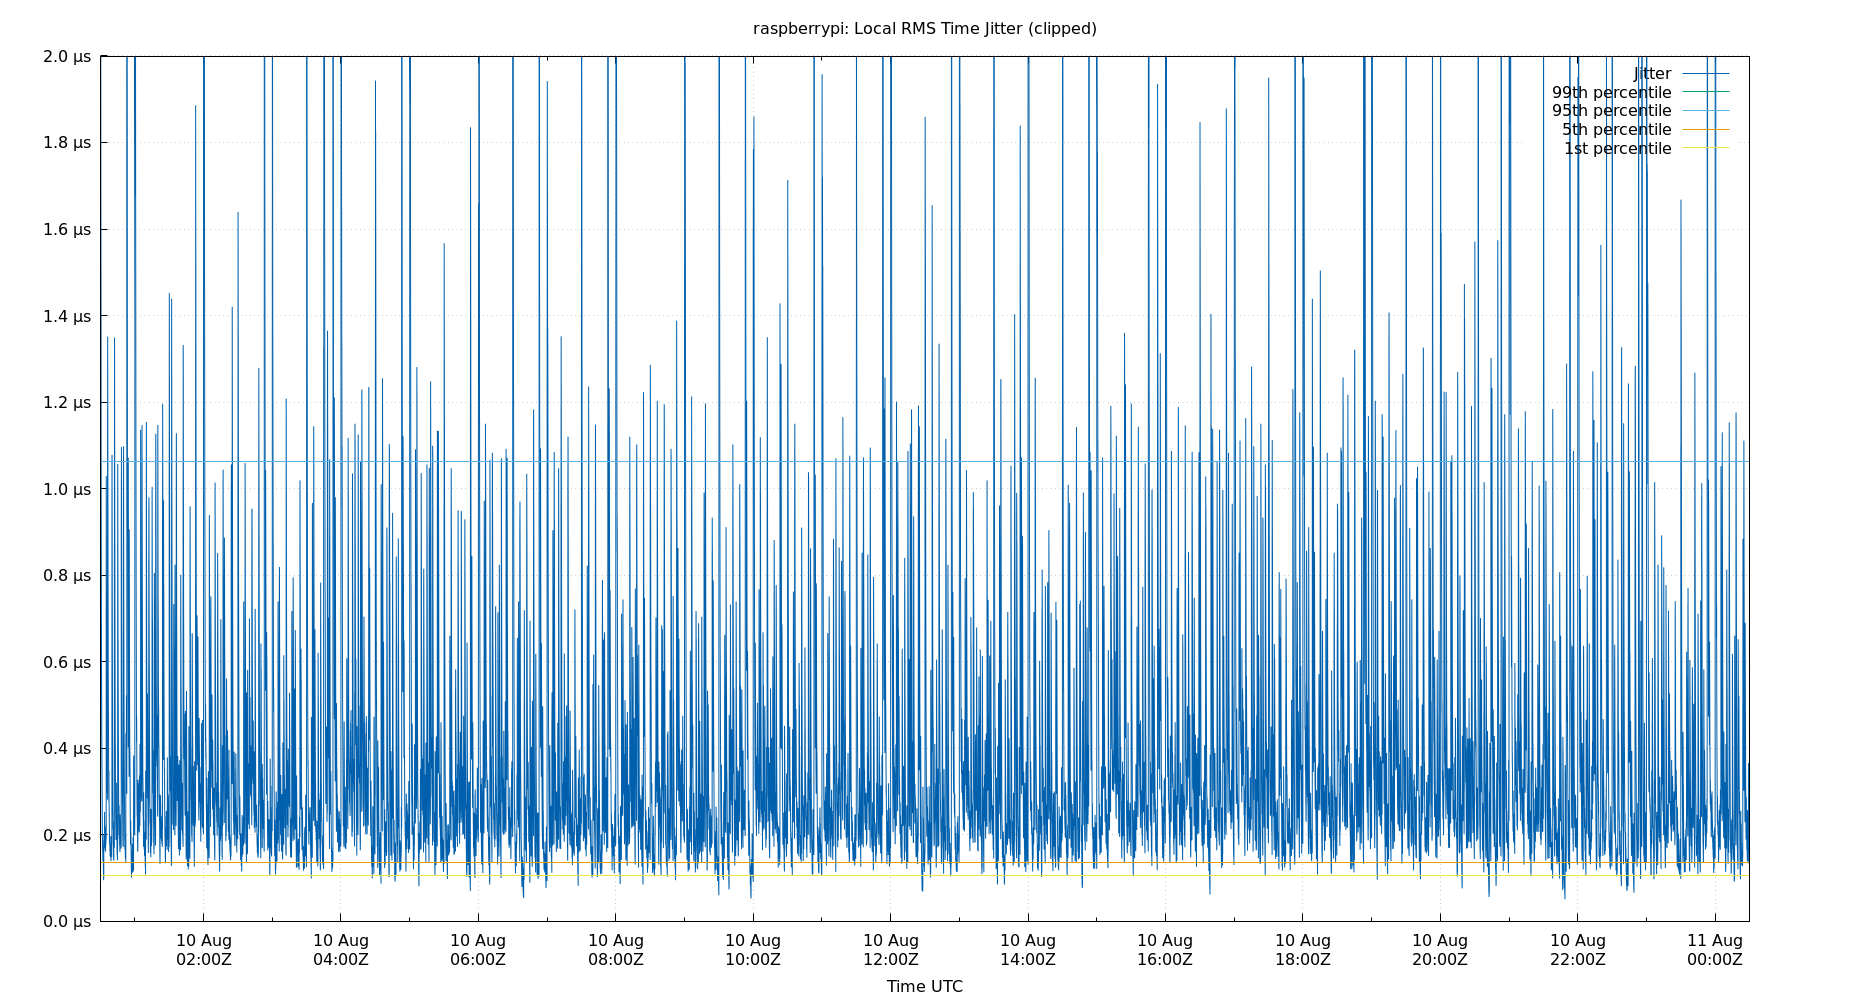 raspberrypi: Local RMS Time Jitter (clipped)
2.0 µs
1.8 µs
1.6 µs
1.4 µs
1.2 µs
1.0 µs
0.8 µs
0.6 µs
0.4 µs
0.2 µs
0.0 µs
Jitter
99th percentile
95th percentile
5th percentile
1st percentile
10 Aug 10 Aug 10 Aug 10 Aug 10 Aug 10 Aug 10 Aug 10 Aug 10 Aug 10 Aug 10 Aug 11 Aug
02:00Z 04:00Z 06:00Z 08:00Z 10:00Z 12:00Z 14:00Z 16:00Z 18:00Z 20:00Z 22:00Z 00:00Z
Time UTC